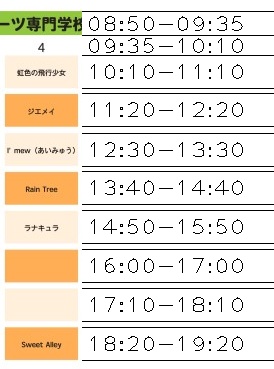 ーツ専門学校 08:50－09:35
4 09:35－10:10
虹色の飛行少女 10:10－11:10
ジエメイ 11:20－12:20
『mew（あいみゅう） 12:30－13:30
Rain Tree 13:40－14:40
ラナキュラ 14:50－15:50
16:00－17:00
17:10－18:10
Sweet Alley 18:20－19:20